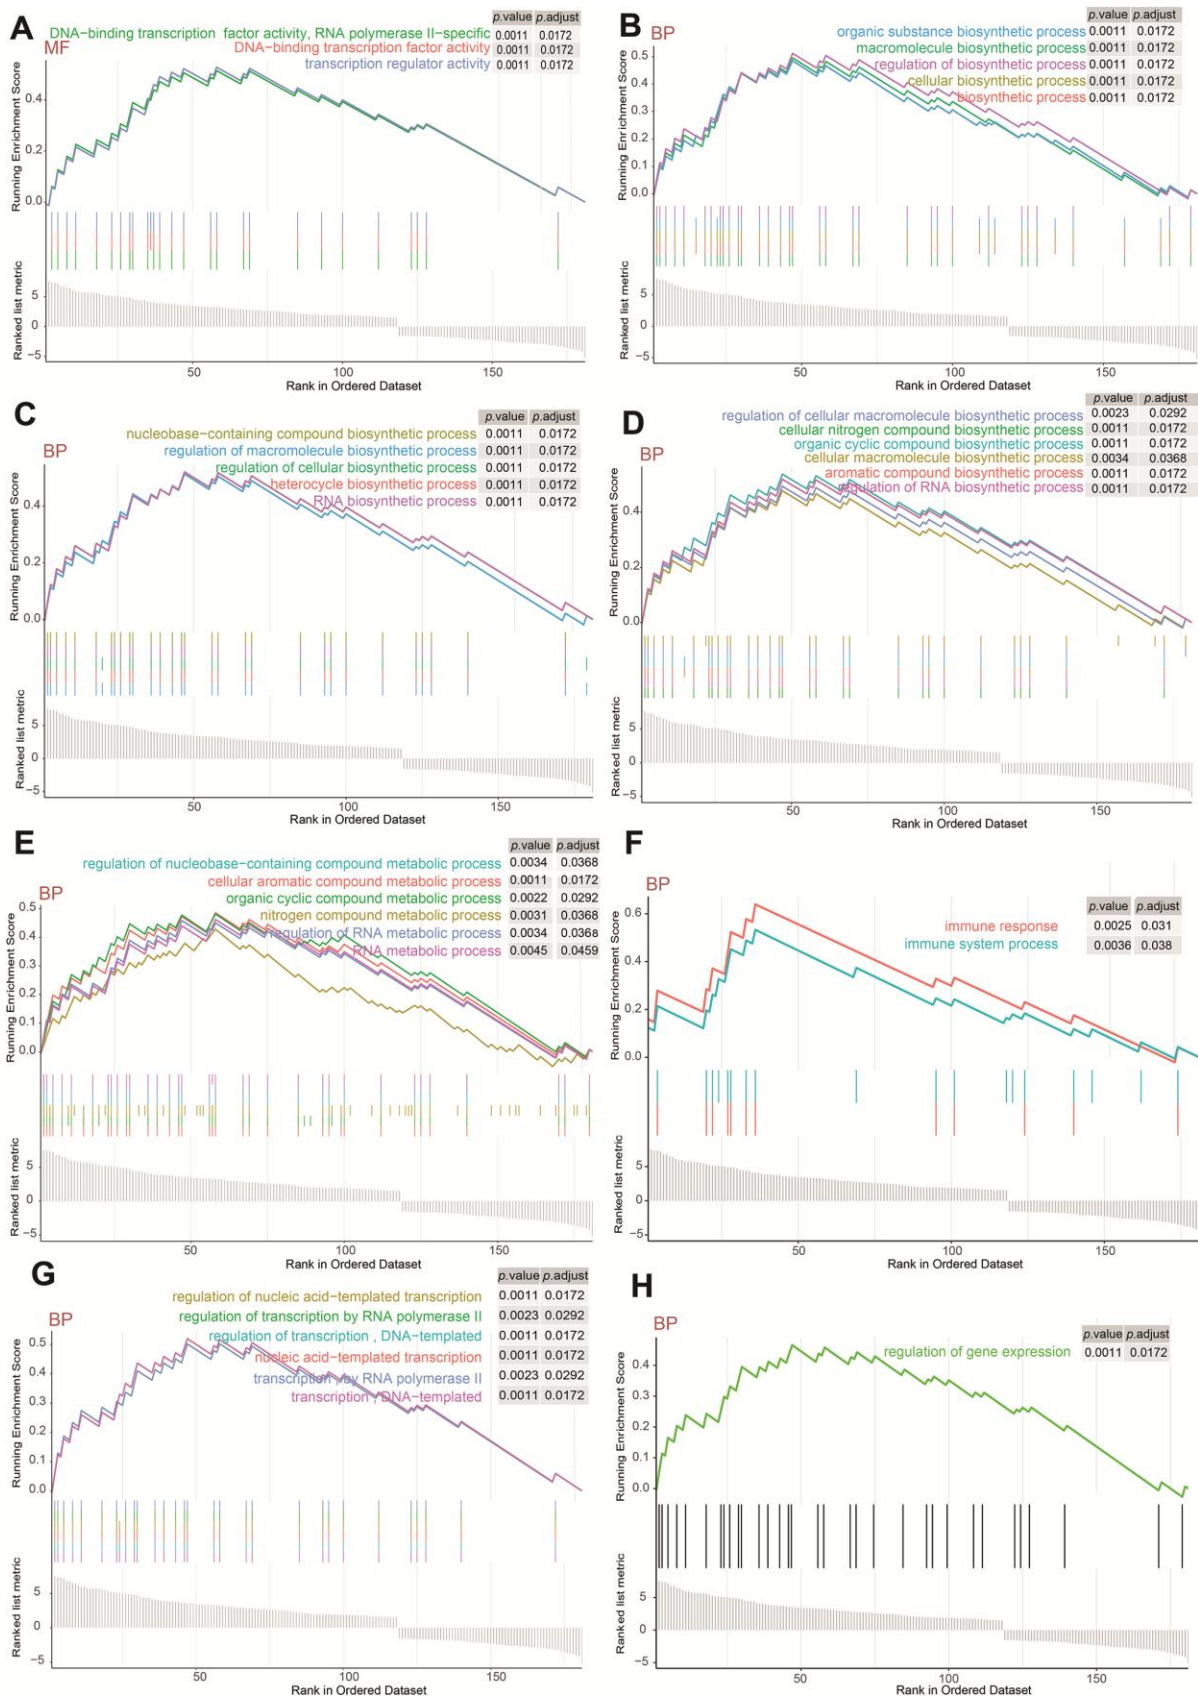 A
MF
p.value p.adjust
DNA−binding transcription factor activity, RNA polymerase II−specific 0.0011 0.0172
DNA−binding transcription factor activity 0.0011 0.0172
transcription regulator activity 0.0011 0.0172
Running Enrichment Score
0.4
0.2
0.0
Ranked list metric
5
0
−5
50 100 150
Rank in Ordered Dataset
B
BP
p.value p.adjust
organic substance biosynthetic process 0.0011 0.0172
macromolecule biosynthetic process 0.0011 0.0172
regulation of biosynthetic process 0.0011 0.0172
cellular biosynthetic process 0.0011 0.0172
biosynthetic process 0.0011 0.0172
Running Enrichment Score
0.5
0.4
0.3
0.2
0.1
0.0
Ranked list metric
5
0
−5
50 100 150
Rank in Ordered Dataset
C
BP
p.value p.adjust
nucleobase−containing compound biosynthetic process 0.0011 0.0172
regulation of macromolecule biosynthetic process 0.0011 0.0172
regulation of cellular biosynthetic process 0.0011 0.0172
heterocycle biosynthetic process 0.0011 0.0172
RNA biosynthetic process 0.0011 0.0172
Running Enrichment Score
0.4
0.2
0.0
Ranked list metric
5
0
−5
50 100 150
Rank in Ordered Dataset
D
BP
p.value p.adjust
regulation of cellular macromolecule biosynthetic process 0.0023 0.0292
cellular nitrogen compound biosynthetic process 0.0011 0.0172
organic cyclic compound biosynthetic process 0.0011 0.0172
cellular macromolecule biosynthetic process 0.0034 0.0368
aromatic compound biosynthetic process 0.0011 0.0172
regulation of RNA biosynthetic process 0.0011 0.0172
Running Enrichment Score
0.4
0.2
0.0
Ranked list metric
5
0
−5
50 100 150
Rank in Ordered Dataset
E
BP
p.value p.adjust
regulation of nucleobase−containing compound metabolic process 0.0034 0.0368
cellular aromatic compound metabolic process 0.0011 0.0172
organic cyclic compound metabolic process 0.0022 0.0292
nitrogen compound metabolic process 0.0031 0.0368
regulation of RNA metabolic process 0.0034 0.0368
RNA metabolic process 0.0045 0.0459
Running Enrichment Score
0.5
0.4
0.3
0.2
0.1
0.0
Ranked list metric
5
0
−5
50 100 150
Rank in Ordered Dataset
F
BP
p.value p.adjust
immune response 0.0025 0.031
immune system process 0.0036 0.038
Running Enrichment Score
0.6
0.4
0.2
0.0
Ranked list metric
5
0
−5
50 100 150
Rank in Ordered Dataset
G
BP
p.value p.adjust
regulation of nucleic acid−templated transcription 0.0011 0.0172
regulation of transcription by RNA polymerase II 0.0023 0.0292
regulation of transcription , DNA−templated 0.0011 0.0172
nucleic acid−templated transcription 0.0011 0.0172
transcription , by RNA polymerase II 0.0023 0.0292
transcription , DNA−templated 0.0011 0.0172
Running Enrichment Score
0.5
0.4
0.3
0.2
0.1
0.0
Ranked list metric
5
0
−5
50 100 150
Rank in Ordered Dataset
H
BP
p.value p.adjust
regulation of gene expression 0.0011 0.0172
Running Enrichment Score
0.4
0.3
0.2
0.1
0.0
Ranked list metric
5
0
−5
50 100 150
Rank in Ordered Dataset